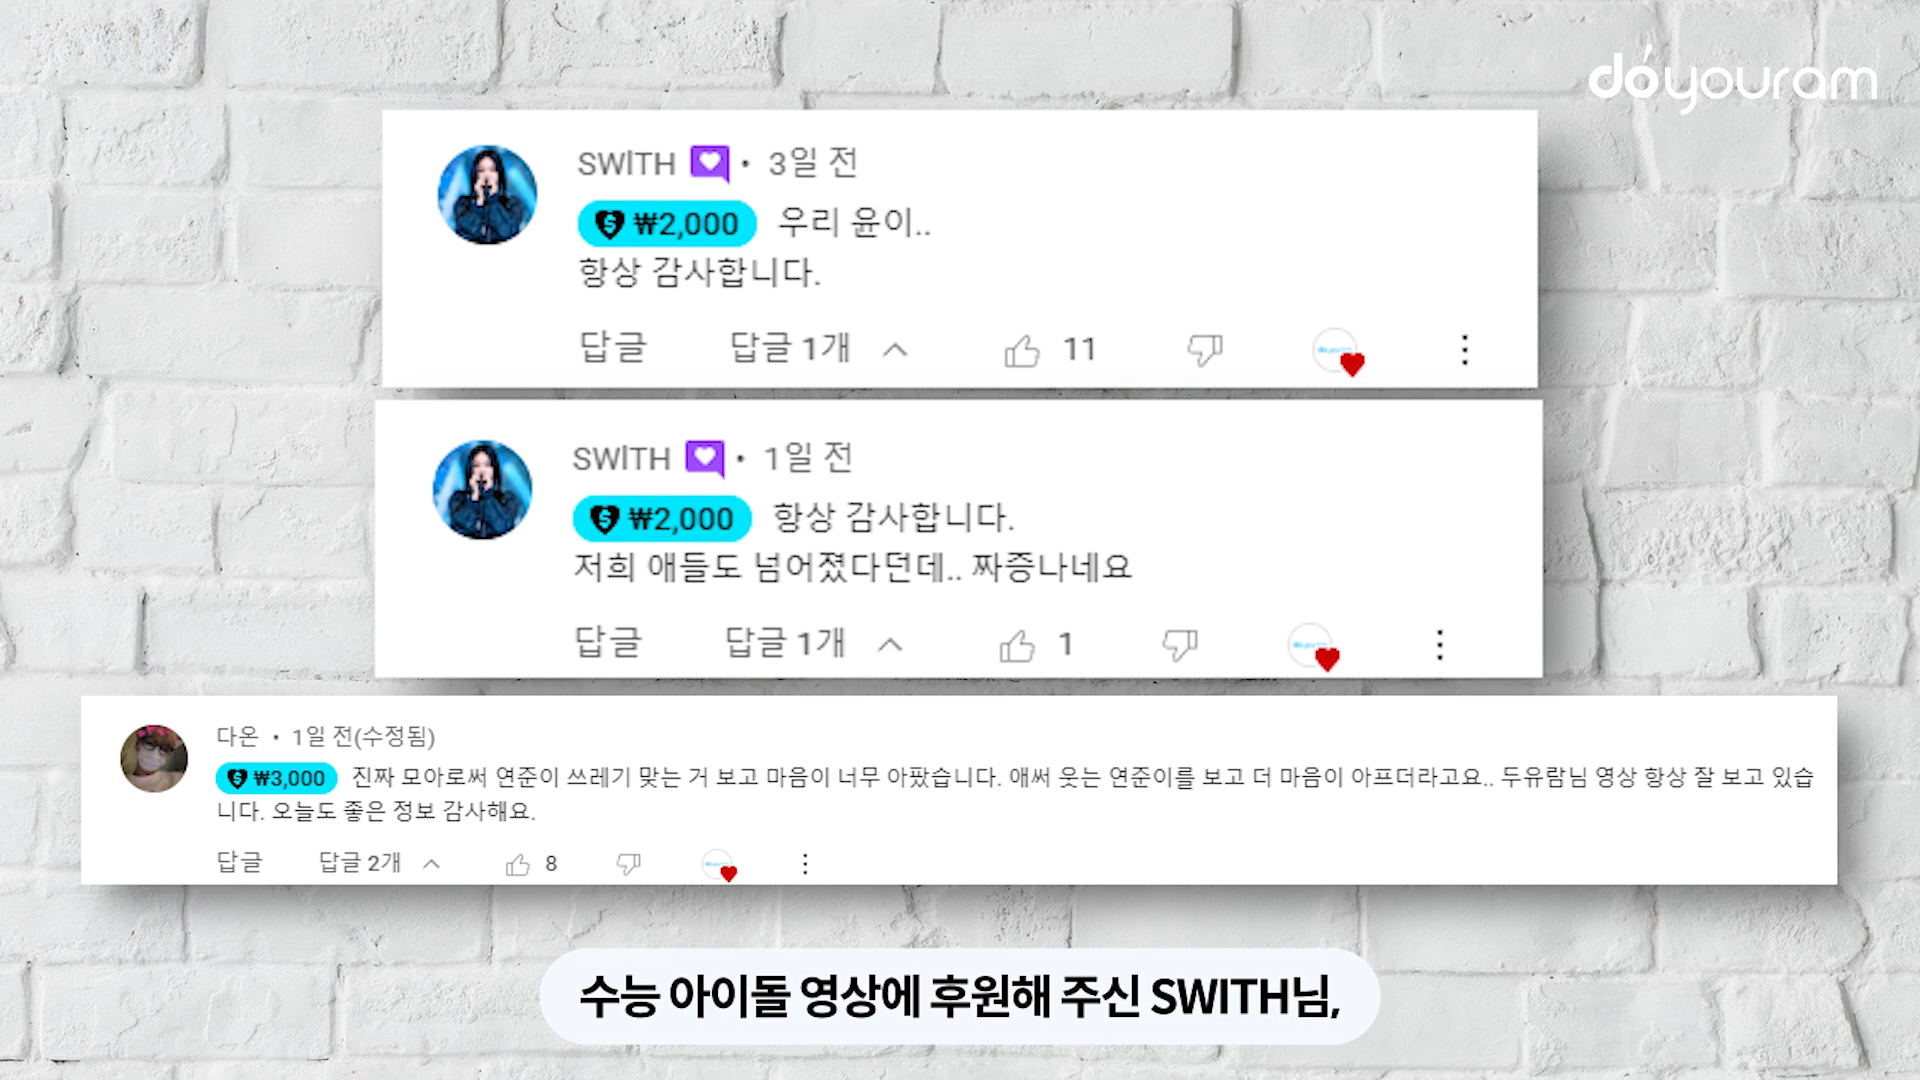 doyouram
SWITH • 3일 전
₩2,000 우리 윤이..
항상 감사합니다.
답글 답글 1개 11
SWITH • 1일 전
₩2,000 항상 감사합니다.
저희 애들도 넘어졌다던데.. 짜증나네요
답글 답글 1개 1
다온 • 1일 전(수정됨)
₩3,000 진짜 모아로써 연준이 쓰레기 맞는 거 보고 마음이 너무 아팠습니다. 애써 웃는 연준이를 보고 더 마음이 아프더라고요.. 두유람님 영상 항상 잘 보고 있습
니다. 오늘도 좋은 정보 감사해요.
답글 답글 2개 8
수능 아이돌 영상에 후원해 주신 SWITH님,